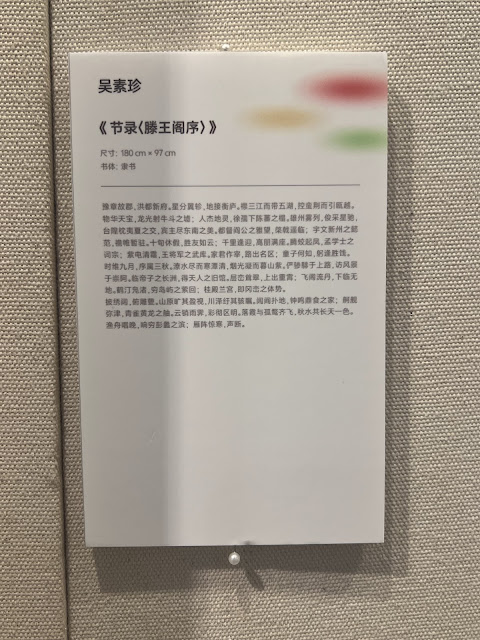 吴素珍
《节录〈滕王阁序〉》
尺寸: 180 cm × 97 cm
书体: 隶书
豫章故郡,洪都新府。星分翼轸,地接衡庐。襟三江而带五湖,控蛮荆而引瓯越。
物华天宝,龙光射牛斗之墟；人杰地灵,徐孺下陈蕃之榻。雄州雾列,俊采星驰,
台隍枕夷夏之交,宾主尽东南之美。都督阎公之雅望,棨戟遥临；宇文新州之懿
范,襜帷暂驻。十旬休假,胜友如云；千里逢迎,高朋满座。腾蛟起凤,孟学士之
词宗；紫电清霜,王将军之武库。家君作宰,路出名区；童子何知,躬逢胜饯。
时维九月,序属三秋。潦水尽而寒潭清,烟光凝而暮山紫。俨骖騑于上路,访风景
于崇阿。临帝子之长洲,得天人之旧馆。层峦耸翠,上出重霄；飞阁流丹,下临无
地。鹤汀凫渚,穷岛屿之萦回；桂殿兰宫,即冈峦之体势。
披绣闼,俯雕甍。山原旷其盈视,川泽纡其骇瞩。闾阎扑地,钟鸣鼎食之家；舸艦
弥津,青雀黄龙之舳。云销雨霁,彩彻区明。落霞与孤鹜齐飞,秋水共长天一色。
渔舟唱晚,响穷彭蠡之滨；雁阵惊寒,声断。